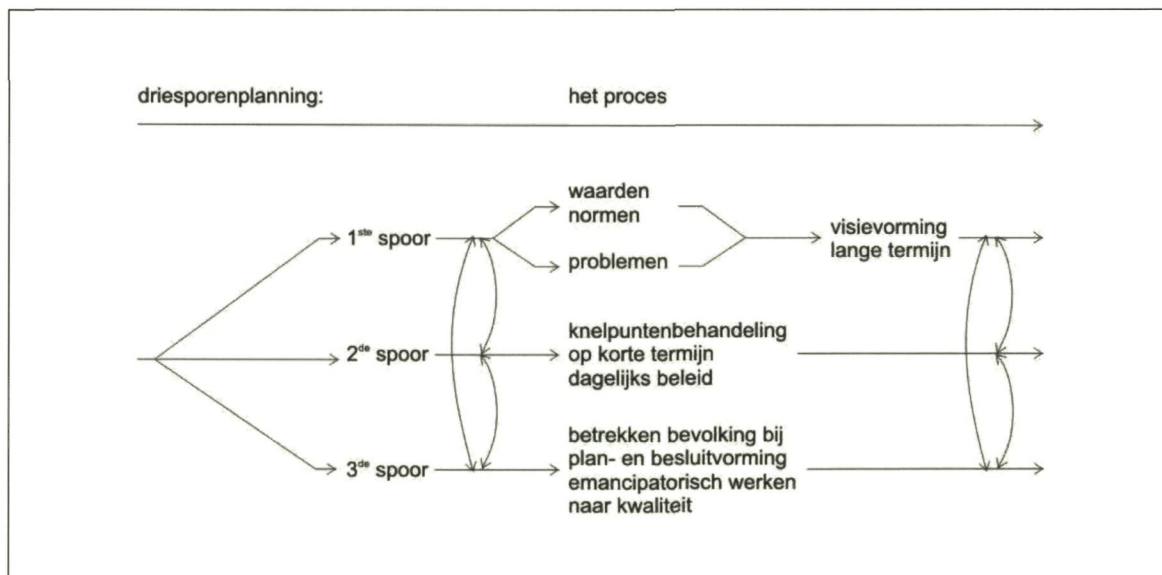 driesporenplanning: het proces
1ste spoor
waarden
normen
problemen
visievorming
lange termijn
2de spoor
knelpuntenbehandeling
op korte termijn
dagelijks beleid
3de spoor
betrekken bevolking bij
plan- en besluitvorming
emancipatorisch werken
naar kwaliteit